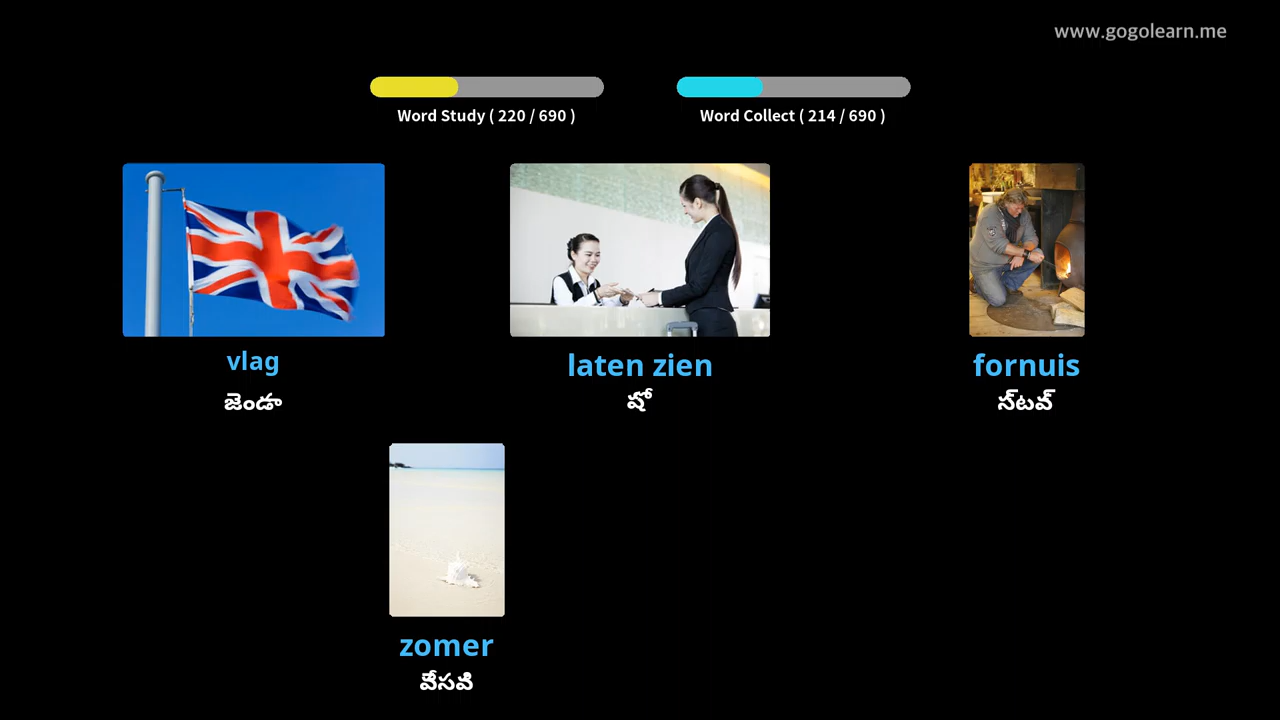 www.gogolearn.me
Word Study ( 220 / 690 )
Word Collect ( 214 / 690 )
vlag
laten zien
fornuis
జెండా
షో
స్‌టవ్
zomer
వేసవి